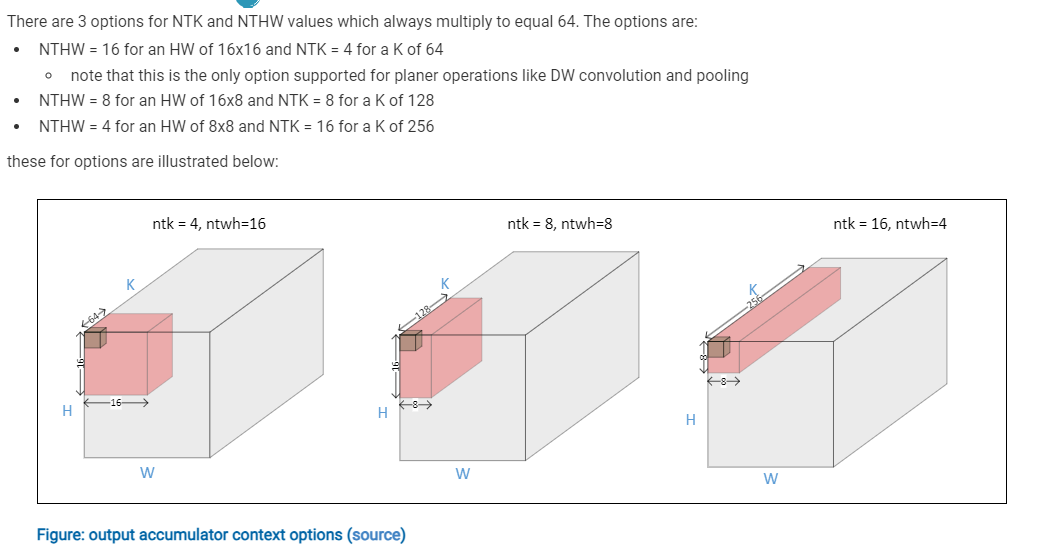 There are 3 options for NTK and NTHW values which always multiply to equal 64. The options are:
• NTHW = 16 for an HW of 16x16 and NTK = 4 for a K of 64
o note that this is the only option supported for planer operations like DW convolution and pooling
• NTHW = 8 for an HW of 16x8 and NTK = 8 for a K of 128
• NTHW = 4 for an HW of 8x8 and NTK = 16 for a K of 256
these for options are illustrated below:
ntk = 4, ntwh=16
K
64
16
16
H
W
ntk = 8, ntwh=8
K
128
16
8
H
W
ntk = 16, ntwh=4
K
256
8
8
H
W
Figure: output accumulator context options (source)